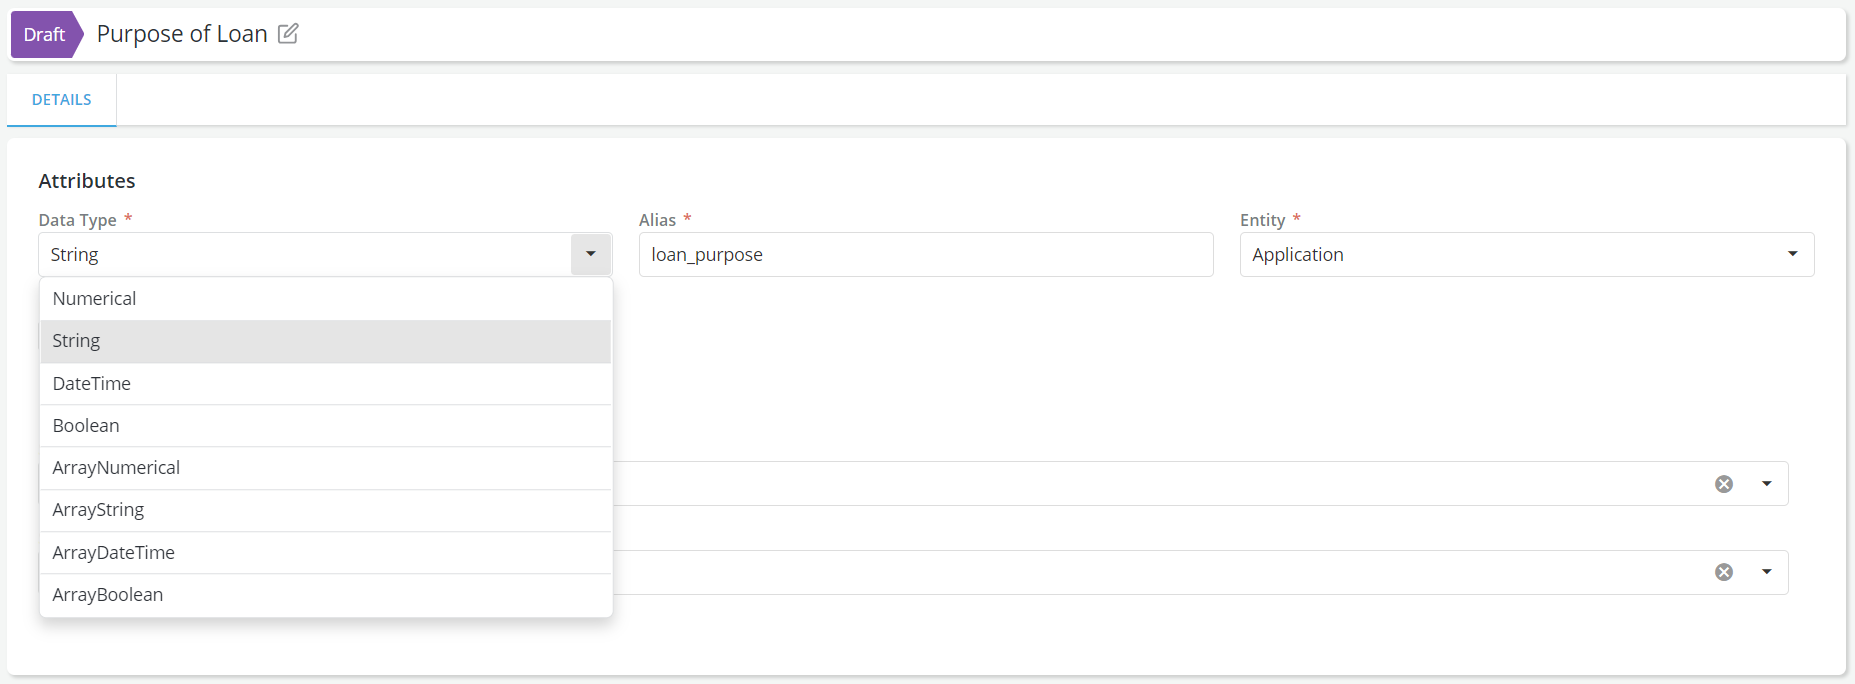 Draft Purpose of Loan
DETAILS
Attributes
Data Type * Alias * Entity *
String loan_purpose Application
Numerical
String
DateTime
Boolean
ArrayNumerical
ArrayString
ArrayDateTime
ArrayBoolean